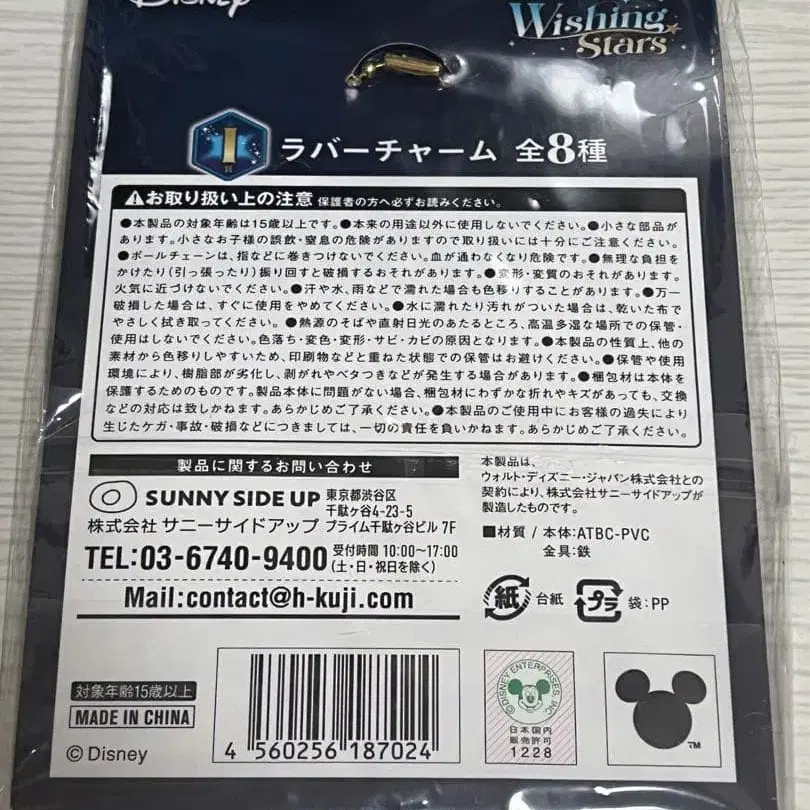 Disney
Wishing
Stars
I賞 ラバーチャーム 全8種
⚠お取り扱い上の注意 保護者の方へ必ずお読みください。
●本製品の対象年齢は15歳以上です。●本来の用途以外に使用しないでください。●小さな部品が
あります。小さなお子様の誤飲・窒息の危険がありますので取り扱いには十分にご注意ください。
●ボールチェーンは、指などに巻きつけないでください。血が通わなくなり危険です。●無理な負担を
かけたり(引っ張ったり)振り回すと破損するおそれがあります。●変形・変質のおそれがあります。
火気に近づけないでください。●汗や水、雨などで濡れた場合も色移りすることがあります。●万一
破損した場合は、すぐに使用をやめてください。●水に濡れたり汚れがついた場合は、乾いた布で
やさしく拭き取ってください。●熱源のそばや直射日光のあたるところ、高温多湿な場所での保管・
使用はしないでください。色落ち・変色・変形・サビ・カビの原因となります。●本製品の性質上、他の
素材から色移りしやすいため、印刷物などと重ねた状態での保管はお避けください。●保管や使用
環境により、樹脂部が劣化し、剥がれやベタつきなどが発生する場合があります。●梱包材は本体を
保護するためのものです。製品本体に問題がない場合、梱包材にわずかな折れやキズがあっても、交換
などの対応は致しかねます。あらかじめご了承ください。●本製品のご使用中にお客様の過失により
生じたケガ・事故・破損などにつきましては、一切の責任を負いかねます。あらかじめご了承ください。
製品に関するお問い合わせ
SUNNY SIDE UP 東京都渋谷区
千駄ヶ谷4-23-5
株式会社 サニーサイドアップ プライム千駄ヶ谷ビル 7F
TEL:03-6740-9400 受付時間 10:00~17:00
(土・日・祝日を除く)
Mail:contact@h-kuji.com
本製品は、
ウォルト・ディズニー・ジャパン株式会社との
契約により、株式会社サニーサイドアップが
製造したものです。
■材質 / 本体:ATBC-PVC
金具:鉄
紙 台紙 プラ 袋:PP
対象年齢15歳以上
MADE IN CHINA
© Disney
4 560256 187024
© DISNEY ENTERPRISES, INC.
日本国内
販売許可
1228
TM